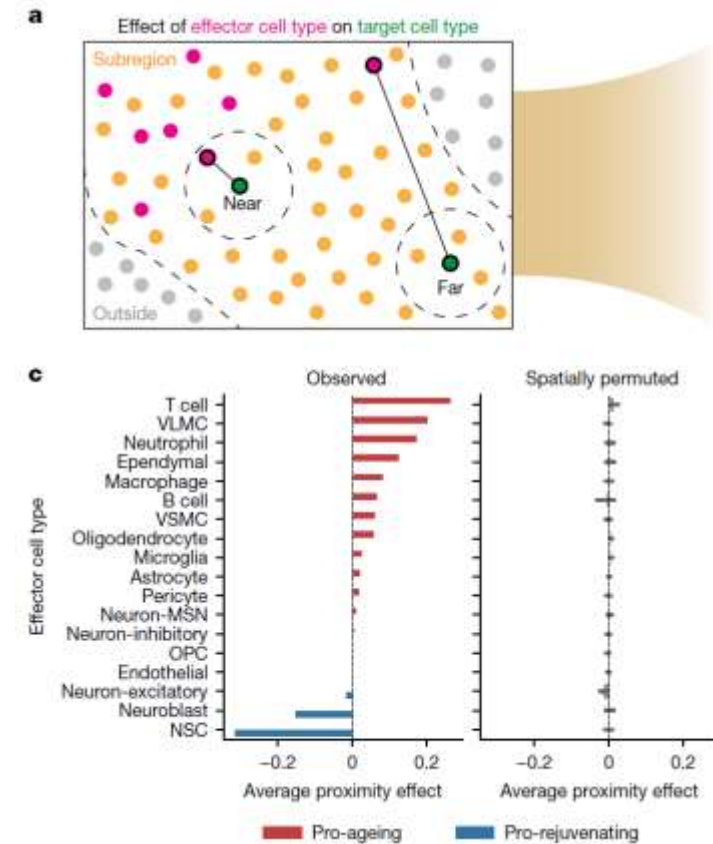 a
Effect of effector cell type on target cell type
Subregion
Near
Far
Outside
c
Observed
Spatially permuted
Effector cell type
T cell
VLMC
Neutrophil
Ependymal
Macrophage
B cell
VSMC
Oligodendrocyte
Microglia
Astrocyte
Pericyte
Neuron-MSN
Neuron-inhibitory
OPC
Endothelial
Neuron-excitatory
Neuroblast
NSC
−0.2 0 0.2
−0.2 0 0.2
Average proximity effect
Average proximity effect
Pro-ageing
Pro-rejuvenating